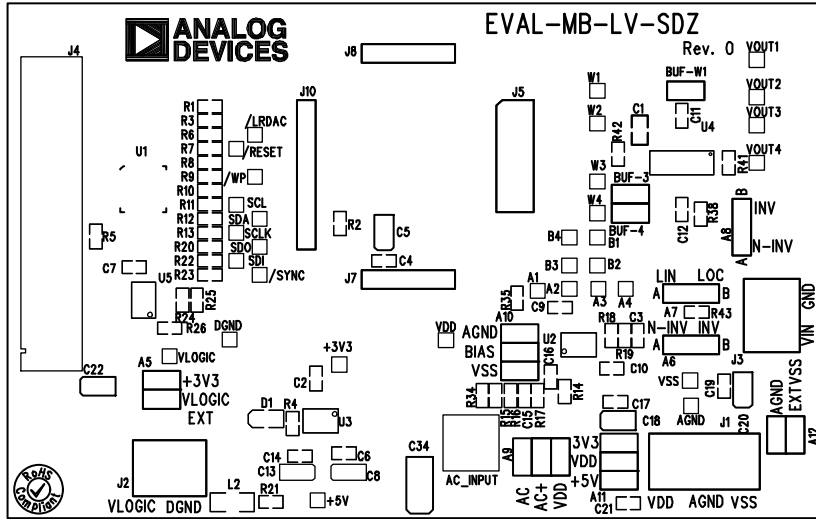 ANALOG
DEVICES
EVAL-MB-LV-SDZ
Rev. 0
VOUT1
J4
J8
W1
BUF-W1
VOUT2
J10
J5
R1
R3
R6
R7
R8
R9
R10
R11
R12
R13
R20
R22
R23
/LRDAC
/RESET
/WP
SCL
SDA
SCLK
SDO
SDI
/SYNC
U1
W2
C1
C11
U4
VOUT3
R42
VOUT4
R41
W3
BUF-3
W4
BUF-4
C12
R38
B
INV
A8
N-INV
A
R5
R2
C5
C4
C7
U5
J7
B4
B1
B3
B2
A1
A2
A3
A4
R35
C9
LIN
LOC
A
B
A7
R43
N-INV
INV
A
B
A6
GND
VIN
R25
R24
R26
DGND
VDD
A10
AGND
BIAS
VSS
U2
R18
C3
R19
C10
C16
R14
A5
VLOGIC
+3V3
VLOGIC
EXT
C22
+3V3
C2
D1
R4
U3
R34
R15
R16
C15
R17
C17
C18
VSS
AGND
C19
J3
C20
J1
AGND
EXTVSS
A12
J2
VLOGIC DGND
C14
C13
C6
C8
L2
R21
+5V
C34
AC_INPUT
A9
AC
AC+
VDD
3V3
VDD
+5V
A11
C21
VDD AGND VSS
RoHS
Compliant